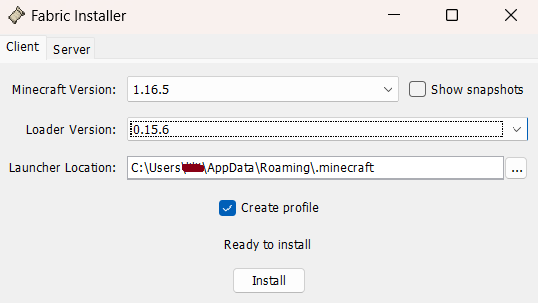 Fabric Installer
Client Server
Minecraft Version: 1.16.5 Show snapshots
Loader Version: 0.15.6
Launcher Location: C:\Users\ \AppData\Roaming\.minecraft ...
Create profile
Ready to install
Install